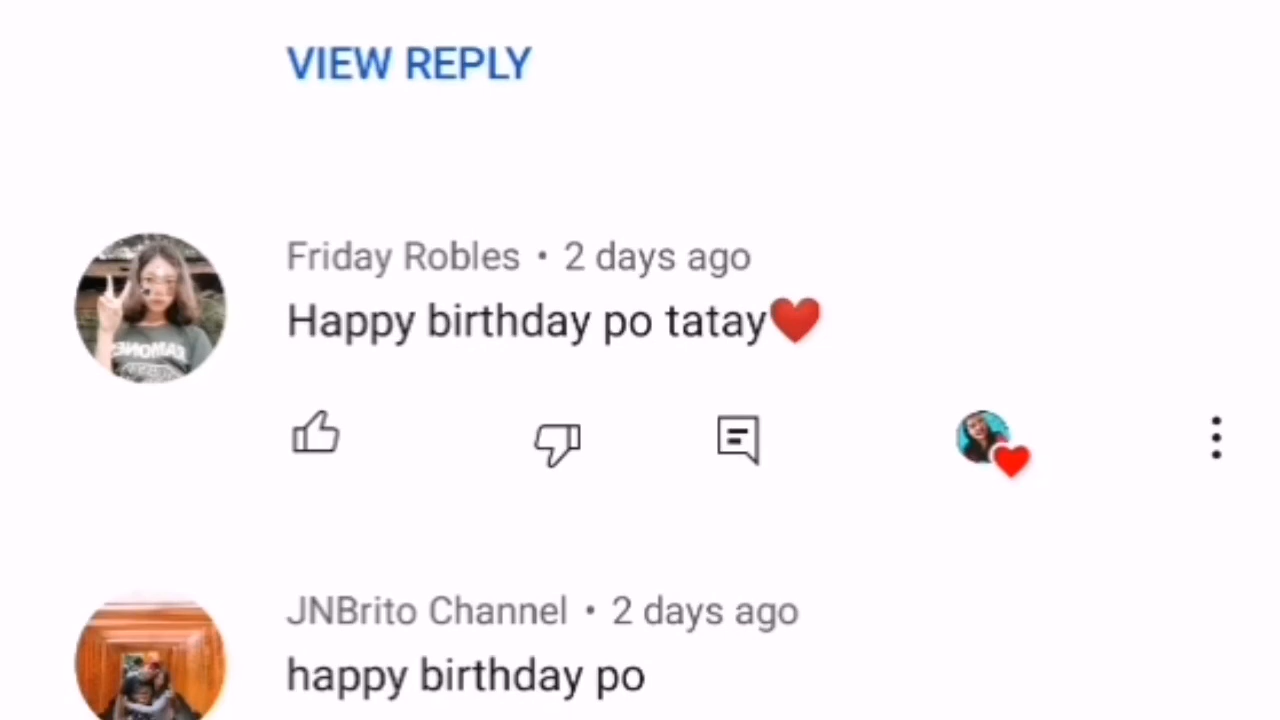 VIEW REPLY
Friday Robles • 2 days ago
Happy birthday po tatay❤️
JNBrito Channel • 2 days ago
happy birthday po